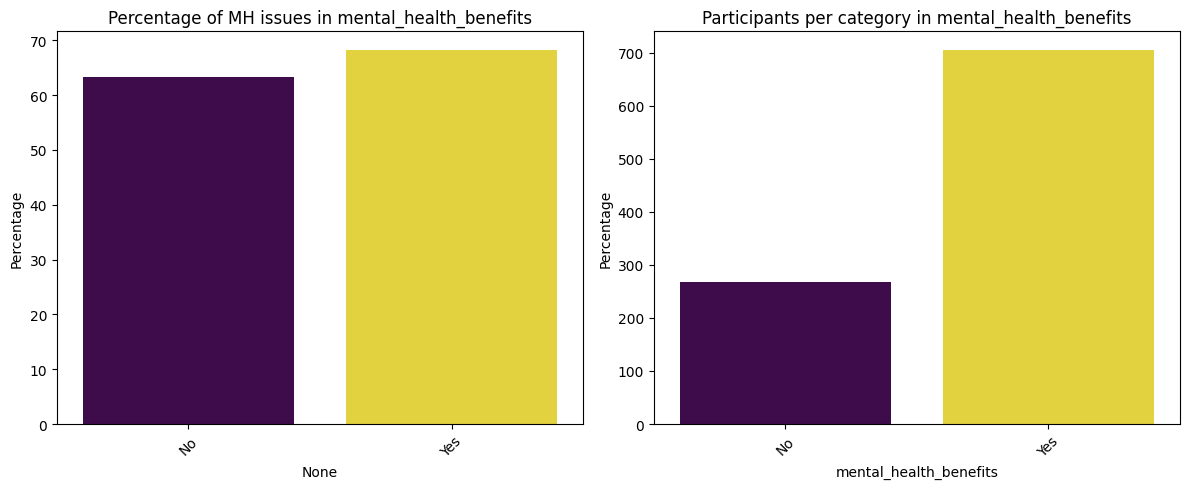 Percentage of MH issues in mental_health_benefits
Percentage
70
60
50
40
30
20
10
0
No
Yes
None
Participants per category in mental_health_benefits
Percentage
700
600
500
400
300
200
100
0
No
Yes
mental_health_benefits